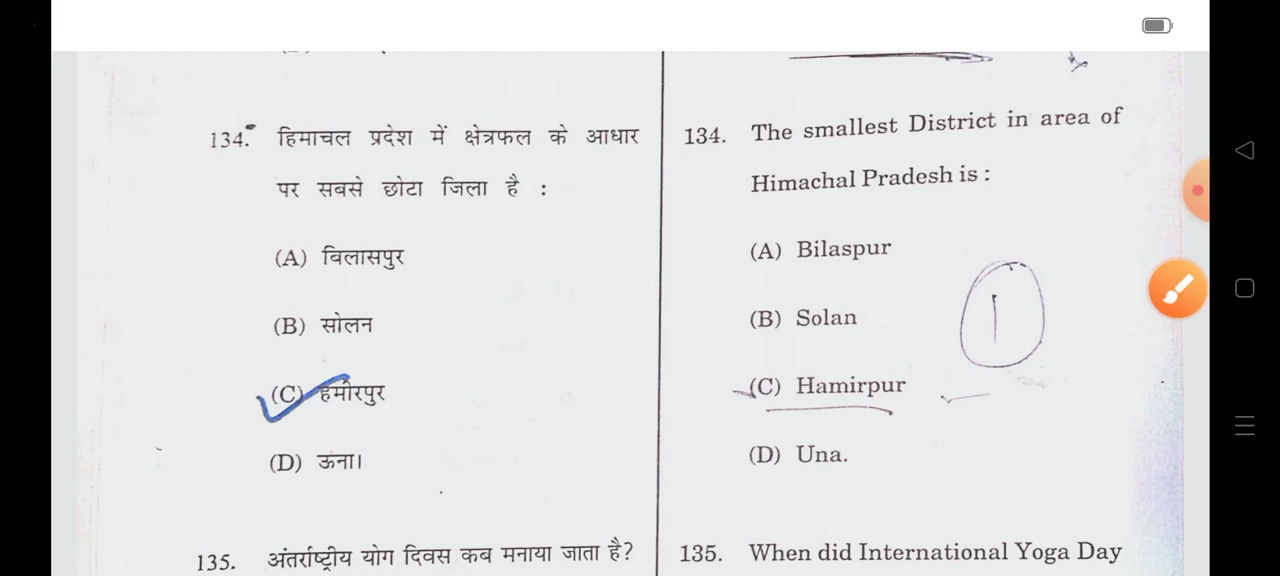 134. हिमाचल प्रदेश में क्षेत्रफल के आधार
पर सबसे छोटा जिला है :
(A) बिलासपुर
(B) सोलन
(C) हमीरपुर
(D) ऊना।
135. अंतर्राष्ट्रीय योग दिवस कब मनाया जाता है?
134. The smallest District in area of
Himachal Pradesh is :
(A) Bilaspur
(B) Solan
(C) Hamirpur
(D) Una.
1
135. When did International Yoga Day